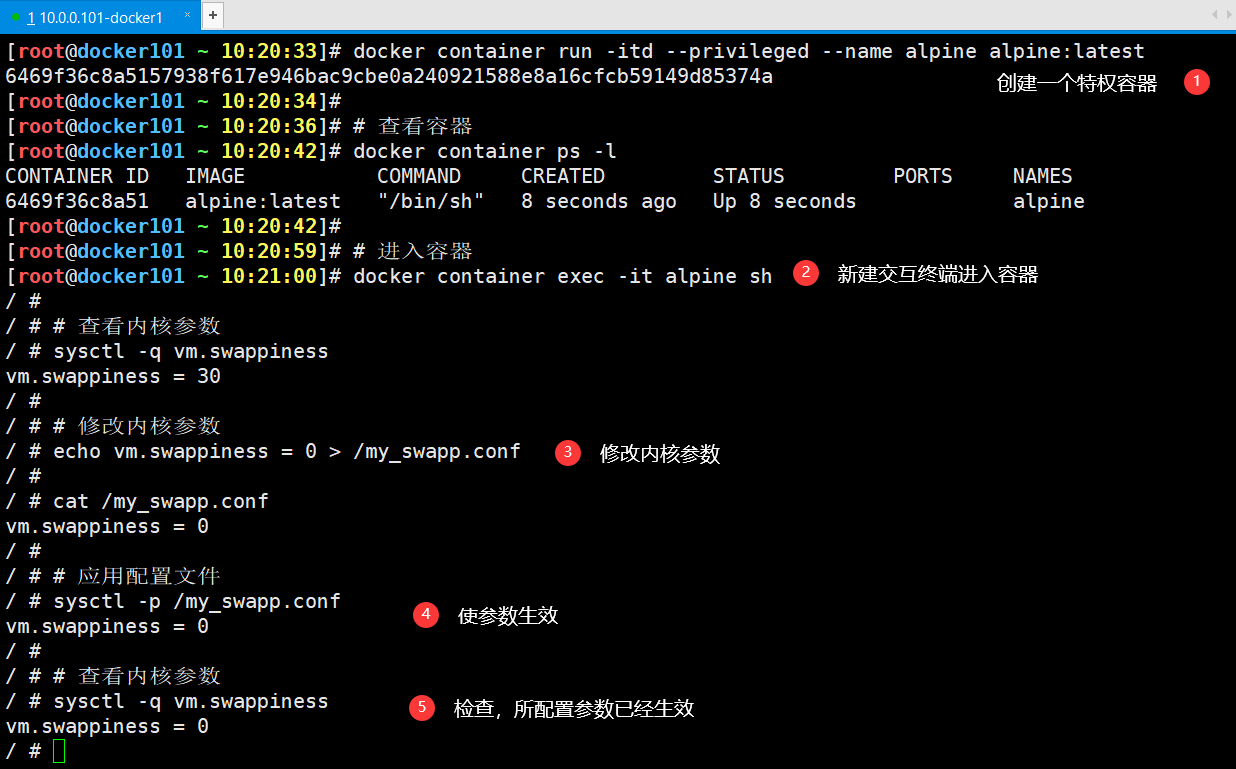 1 10.0.0.101-docker1 × +
[root@docker101 ~ 10:20:33]# docker container run -itd --privileged --name alpine alpine:latest
6469f36c8a5157938f617e946bac9cbe0a240921588e8a16cfcb59149d85374a
创建一个特权容器 1
[root@docker101 ~ 10:20:34]#
[root@docker101 ~ 10:20:36]# # 查看容器
[root@docker101 ~ 10:20:42]# docker container ps -l
CONTAINER ID IMAGE COMMAND CREATED STATUS PORTS NAMES
6469f36c8a51 alpine:latest "/bin/sh" 8 seconds ago Up 8 seconds alpine
[root@docker101 ~ 10:20:42]#
[root@docker101 ~ 10:20:59]# # 进入容器
[root@docker101 ~ 10:21:00]# docker container exec -it alpine sh 2 新建交互终端进入容器
/ #
/ # # 查看内核参数
/ # sysctl -q vm.swappiness
vm.swappiness = 30
/ #
/ # # 修改内核参数
/ # echo vm.swappiness = 0 > /my_swapp.conf 3 修改内核参数
/ #
/ # cat /my_swapp.conf
vm.swappiness = 0
/ #
/ # # 应用配置文件
/ # sysctl -p /my_swapp.conf
4 使参数生效
vm.swappiness = 0
/ #
/ # # 查看内核参数
/ # sysctl -q vm.swappiness
5 检查，所配置参数已经生效
vm.swappiness = 0
/ #